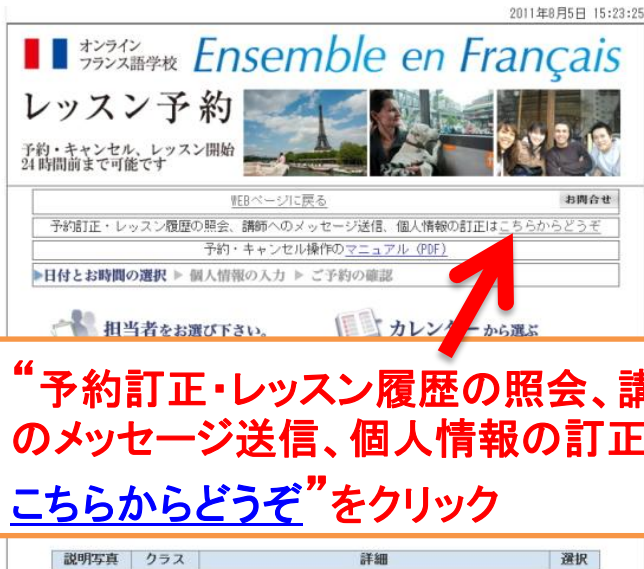 2011年8月5日 15:23:25
オンライン
フランス語学校
Ensemble en Français
レッスン予約
予約・キャンセル、レッスン開始
24時間前まで可能です
WEBページに戻る
お問合せ
予約訂正・レッスン履歴の照会、講師へのメッセージ送信、個人情報の訂正はこちらからどうぞ
予約・キャンセル操作のマニュアル (PDF)
▶日付とお時間の選択 ▶ 個人情報の入力 ▶ ご予約の確認
担当者をお選び下さい。
カレンダーから選ぶ
“予約訂正・レッスン履歴の照会、講
のメッセージ送信、個人情報の訂正
こちらからどうぞ”をクリック
説明写真 クラス 詳細 選択